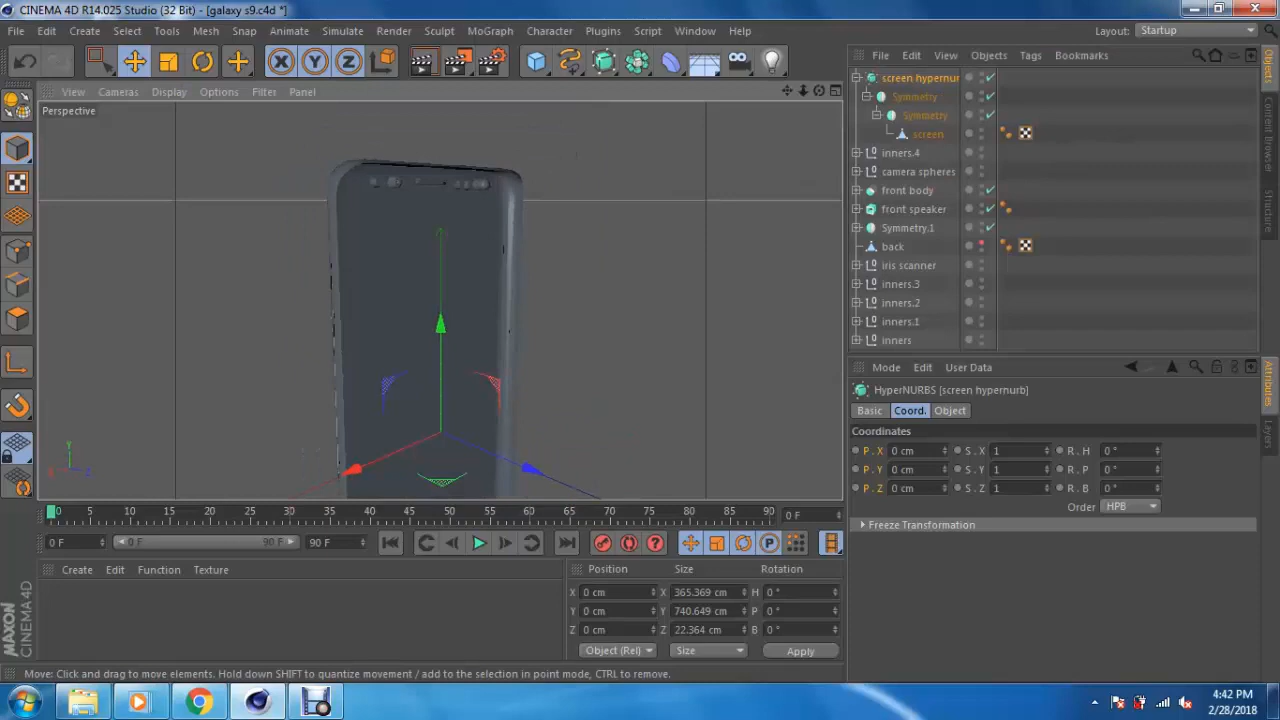 CINEMA 4D R14.025 Studio (32 Bit) - [galaxy s9.c4d *]
File Edit Create Select Tools Mesh Snap Animate Simulate Render Sculpt MoGraph Character Plugins Script Window Help
Layout: Startup
X Y Z
File Edit View Objects Tags Bookmarks
View Cameras Display Options Filter Panel
Perspective
screen hypernur
Symmetry
Symmetry
screen
inners.4
camera spheres
front body
front speaker
Symmetry.1
back
iris scanner
inners.3
inners.2
inners.1
inners
Objects
Content Browser
Structure
Mode Edit User Data
HyperNURBS [screen hypernurb]
Basic Coord. Object
Coordinates
P . X 0 cm S . X 1 R . H 0 °
P . Y 0 cm S . Y 1 R . P 0 °
P . Z 0 cm S . Z 1 R . B 0 °
Order HPB
Freeze Transformation
Attributes
Layers
Y
X Z
0 5 10 15 20 25 30 35 40 45 50 55 60 65 70 75 80 85 90 0 F
0 F 0 F 90 F 90 F
P
Create Edit Function Texture
Position Size Rotation
X 0 cm X 365.369 cm H 0 °
Y 0 cm Y 740.649 cm P 0 °
Z 0 cm Z 22.364 cm B 0 °
Object (Rel) Size Apply
MAXON
CINEMA 4D
Move: Click and drag to move elements. Hold down SHIFT to quantize movement / add to the selection in point mode, CTRL to remove.
4:42 PM
2/28/2018